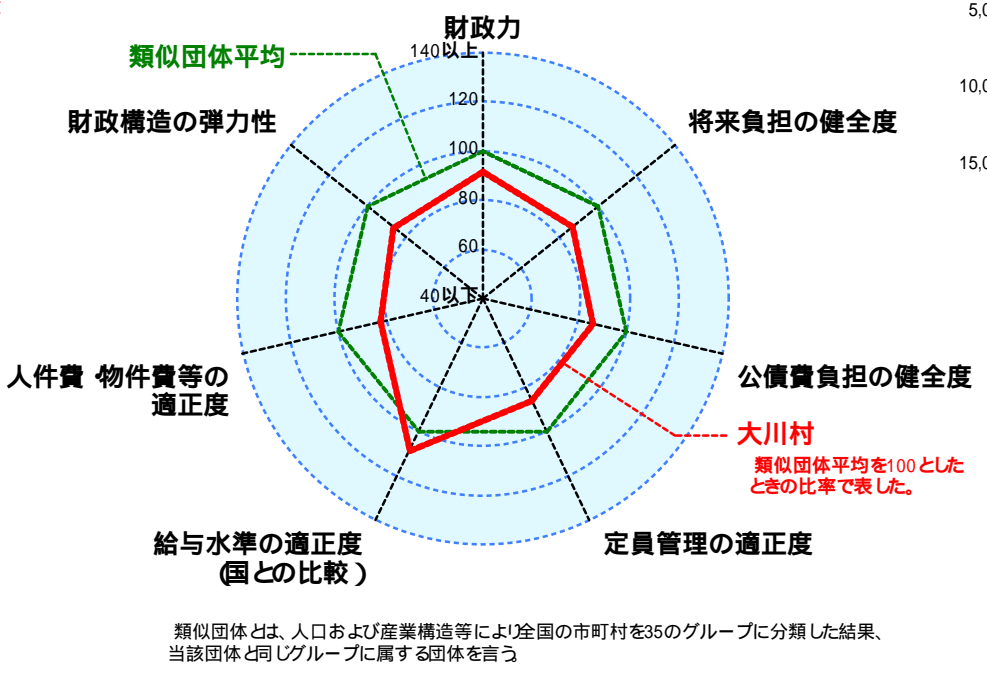 財政力
140以上
類似団体平均
120
財政構造の弾力性
将来負担の健全度
100
80
60
40以下
人件費・物件費等の
適正度
公債費負担の健全度
大川村
類似団体平均を100とした
ときの比率で表した。
給与水準の適正度
(国との比較)
定員管理の適正度
類似団体とは、人口および産業構造等により全国の市町村を35のグループに分類した結果、
当該団体と同じグループに属する団体を言う